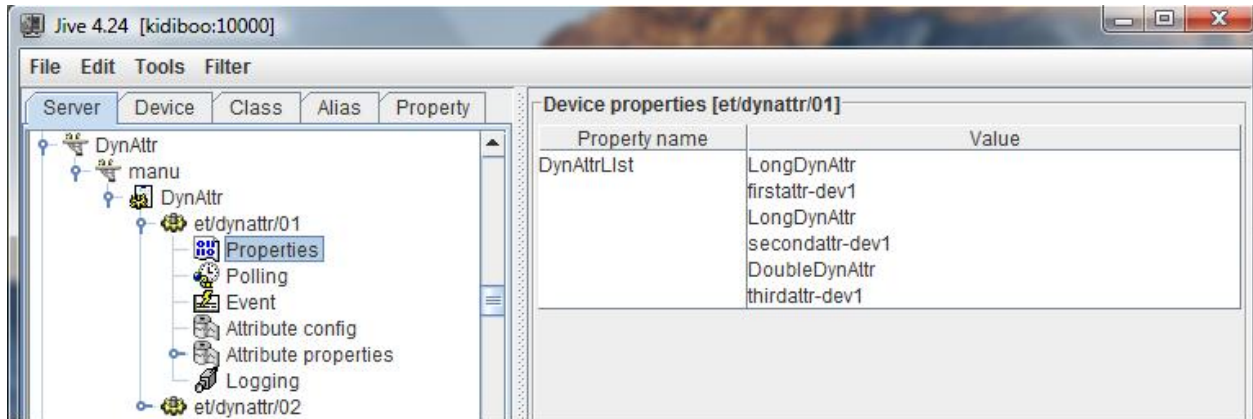 Jive 4.24 [kidiboo:10000]
File Edit Tools Filter
Server Device Class Alias Property
DynAttr
manu
DynAttr
et/dynattr/01
Properties
Polling
Event
Attribute config
Attribute properties
Logging
et/dynattr/02
Device properties [et/dynattr/01]
Property name Value
DynAttrLIst LongDynAttr
firstattr-dev1
LongDynAttr
secondattr-dev1
DoubleDynAttr
thirdattr-dev1